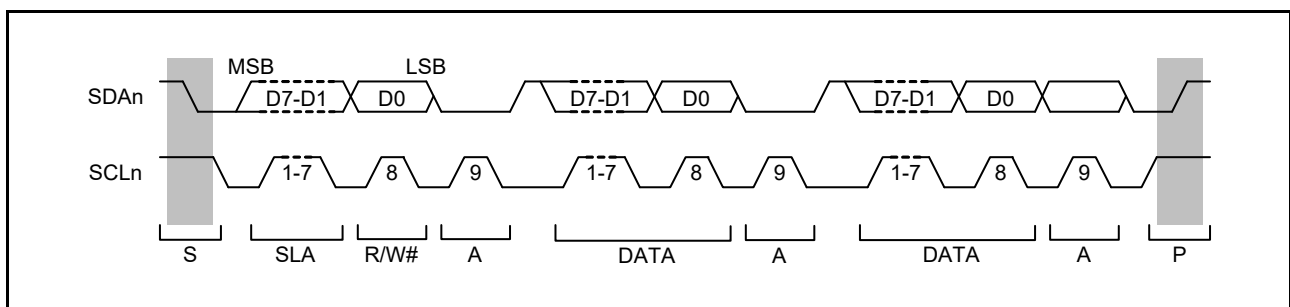 MSB LSB
SDAn D7-D1 D0 D7-D1 D0 D7-D1 D0
SCLn 1-7 8 9 1-7 8 9 1-7 8 9
S SLA R/W# A DATA A DATA A P